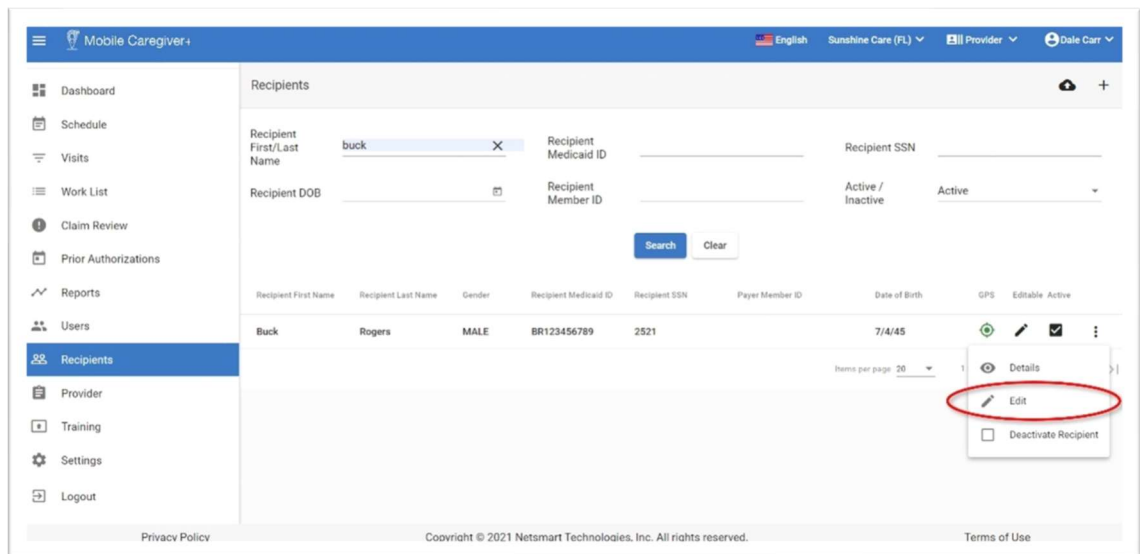 Mobile Caregiver+
English Sunshine Care (FL) Provider Dale Carr
Dashboard
Schedule
Visits
Work List
Claim Review
Prior Authorizations
Reports
Users
Recipients
Provider
Training
Settings
Logout
Recipients
Recipient
First/Last
Name
buck
Recipient
Medicaid ID
Recipient SSN
Recipient DOB
Recipient
Member ID
Active /
Inactive
Active
Search Clear
Recipient First Name Recipient Last Name Gender Recipient Medicaid ID Recipient SSN Payer Member ID Date of Birth GPS Editable Active
Buck Rogers MALE BR123456789 2521 7/4/45
Items per page 20 1
Details
Edit
Deactivate Recipient
Privacy Policy Copyright © 2021 Netsmart Technologies, Inc. All rights reserved. Terms of Use